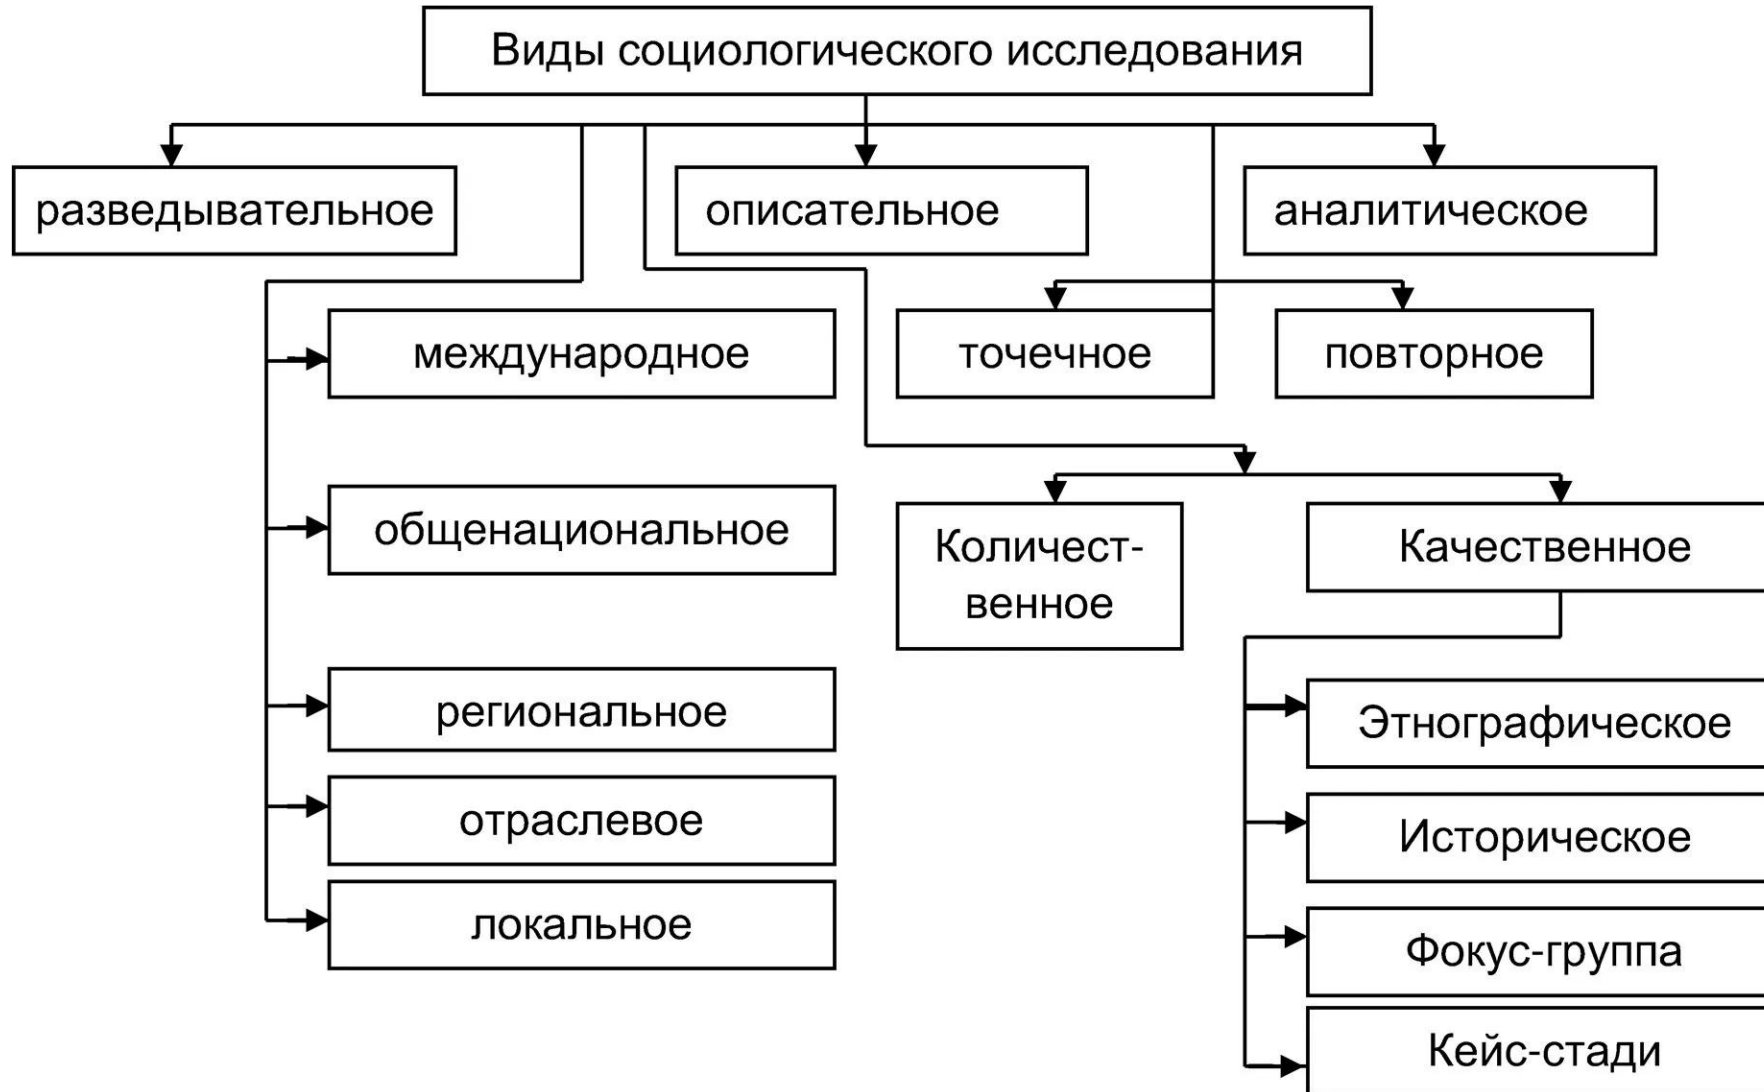 Виды социологического исследования
разведывательное
описательное
аналитическое
международное
точечное
повторное
общенациональное
Количест-
венное
Качественное
региональное
Этнографическое
отраслевое
Историческое
локальное
Фокус-группа
Кейс-стади